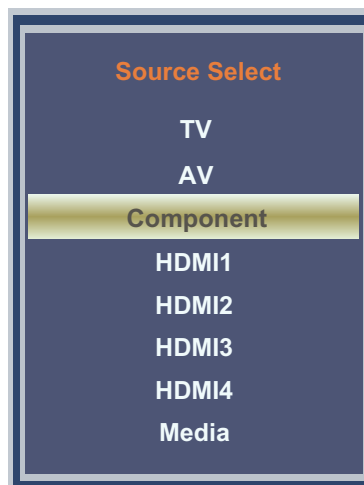 Source Select
TV
AV
Component
HDMI1
HDMI2
HDMI3
HDMI4
Media